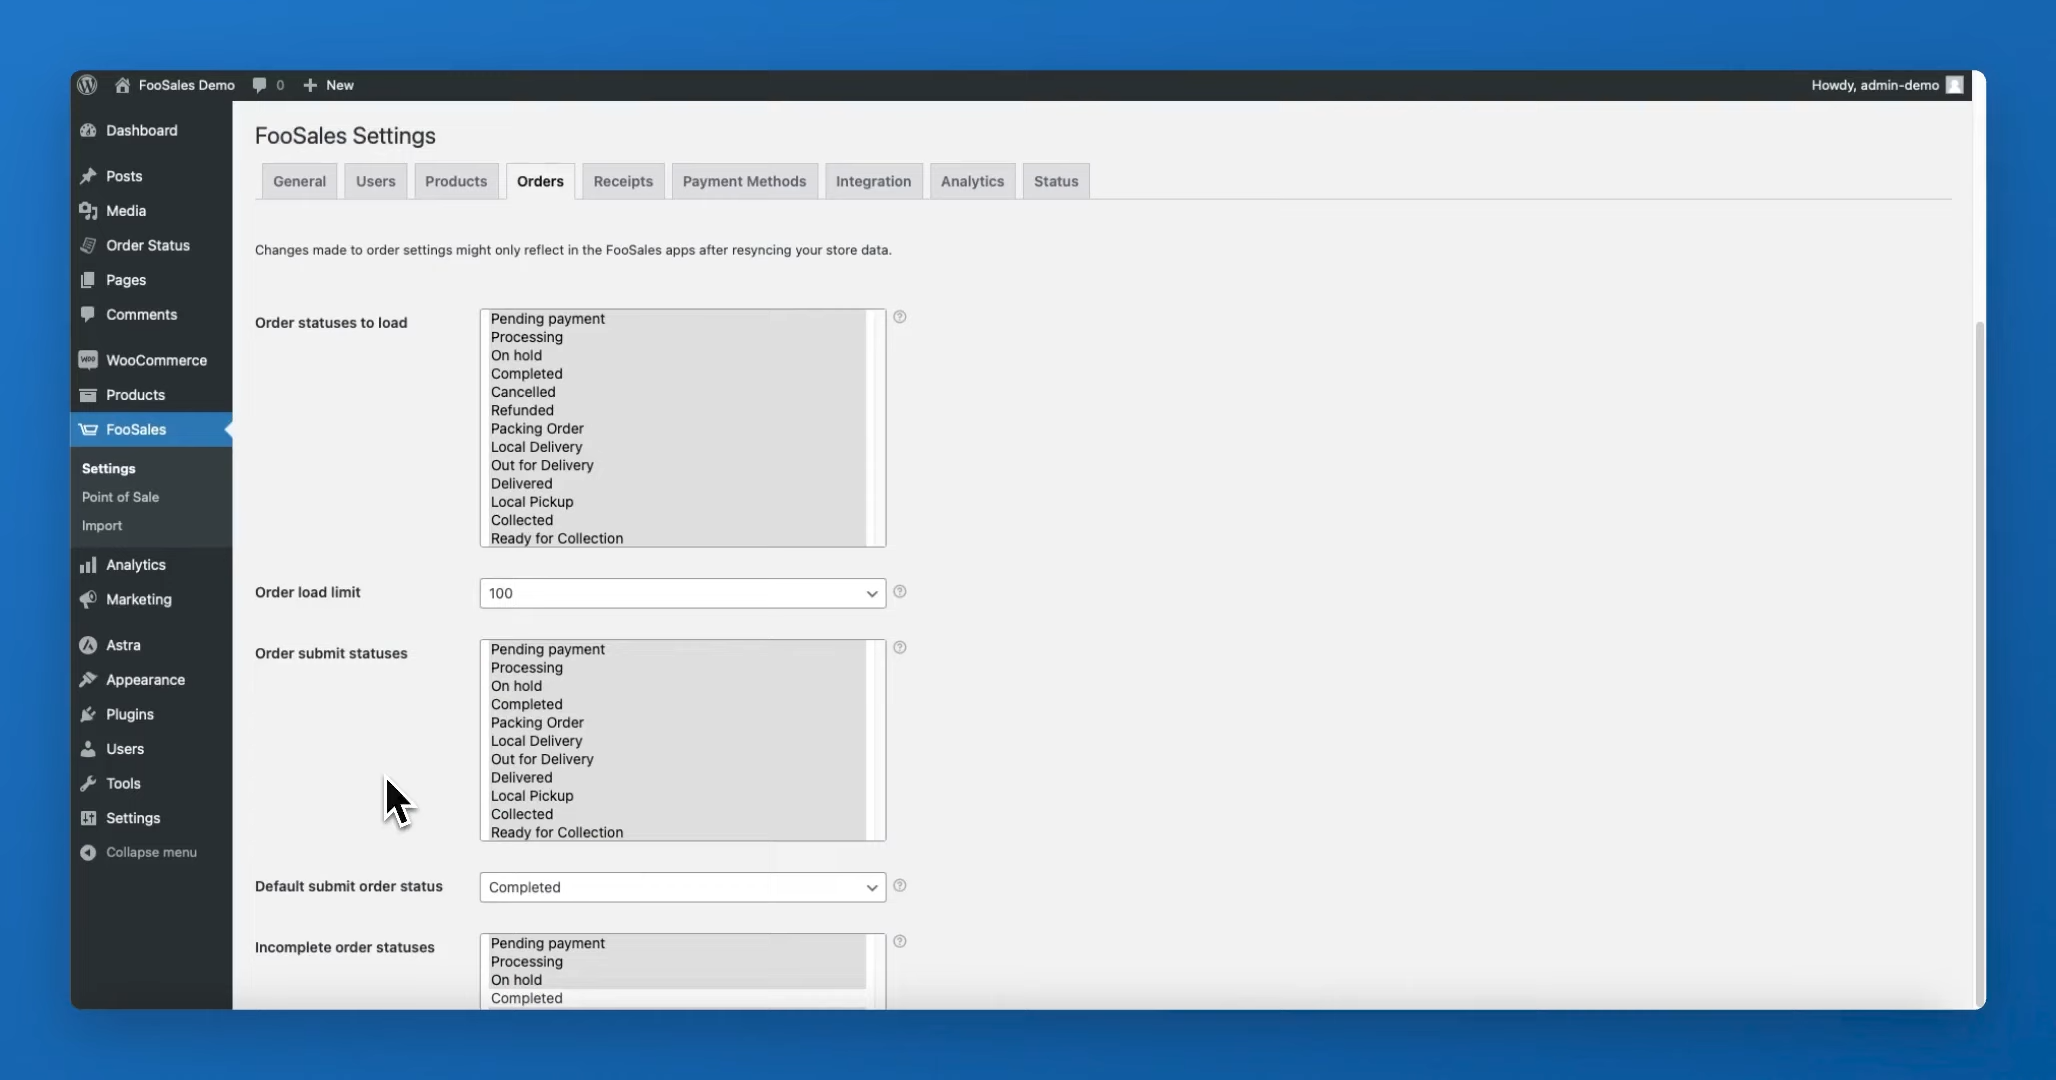 FooSales Demo 0 New Howdy, admin-demo
Dashboard
Posts
Media
Order Status
Pages
Comments
WooCommerce
Products
FooSales
Settings
Point of Sale
Import
Analytics
Marketing
Astra
Appearance
Plugins
Users
Tools
Settings
Collapse menu
FooSales Settings
General Users Products Orders Receipts Payment Methods Integration Analytics Status
Changes made to order settings might only reflect in the FooSales apps after resyncing your store data.
Order statuses to load
Pending payment
Processing
On hold
Completed
Cancelled
Refunded
Packing Order
Local Delivery
Out for Delivery
Delivered
Local Pickup
Collected
Ready for Collection
Order load limit
100
Order submit statuses
Pending payment
Processing
On hold
Completed
Packing Order
Local Delivery
Out for Delivery
Delivered
Local Pickup
Collected
Ready for Collection
Default submit order status
Completed
Incomplete order statuses
Pending payment
Processing
On hold
Completed